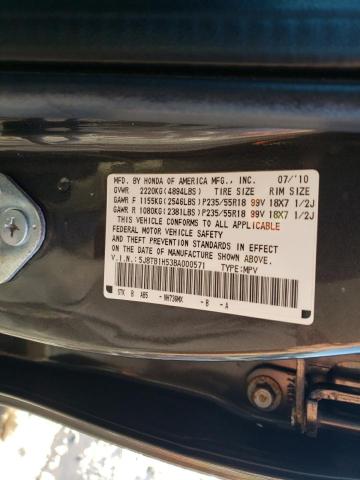 MFD. BY HONDA OF AMERICA MFG., INC. 07/'10
GVWR 2220KG(4894LBS) TIRE SIZE RIM SIZE
GAWR F 1155KG(2546LBS)P235/55R18 99V 18X7 1/2J
GAWR R 1080KG(2381LBS)P235/55R18 99V 18X7 1/2J
THIS VEHICLE CONFORMS TO ALL APPLICABLE
FEDERAL MOTOR VEHICLE SAFETY
AND THEFT PREVENTION STANDARDS IN EFFECT ON
THE DATE OF MANUFACTURE SHOWN ABOVE.
V.I.N.:5J8TB1H53BA000571 TYPE:MPV
STK B AB5 NH739MX -B -A